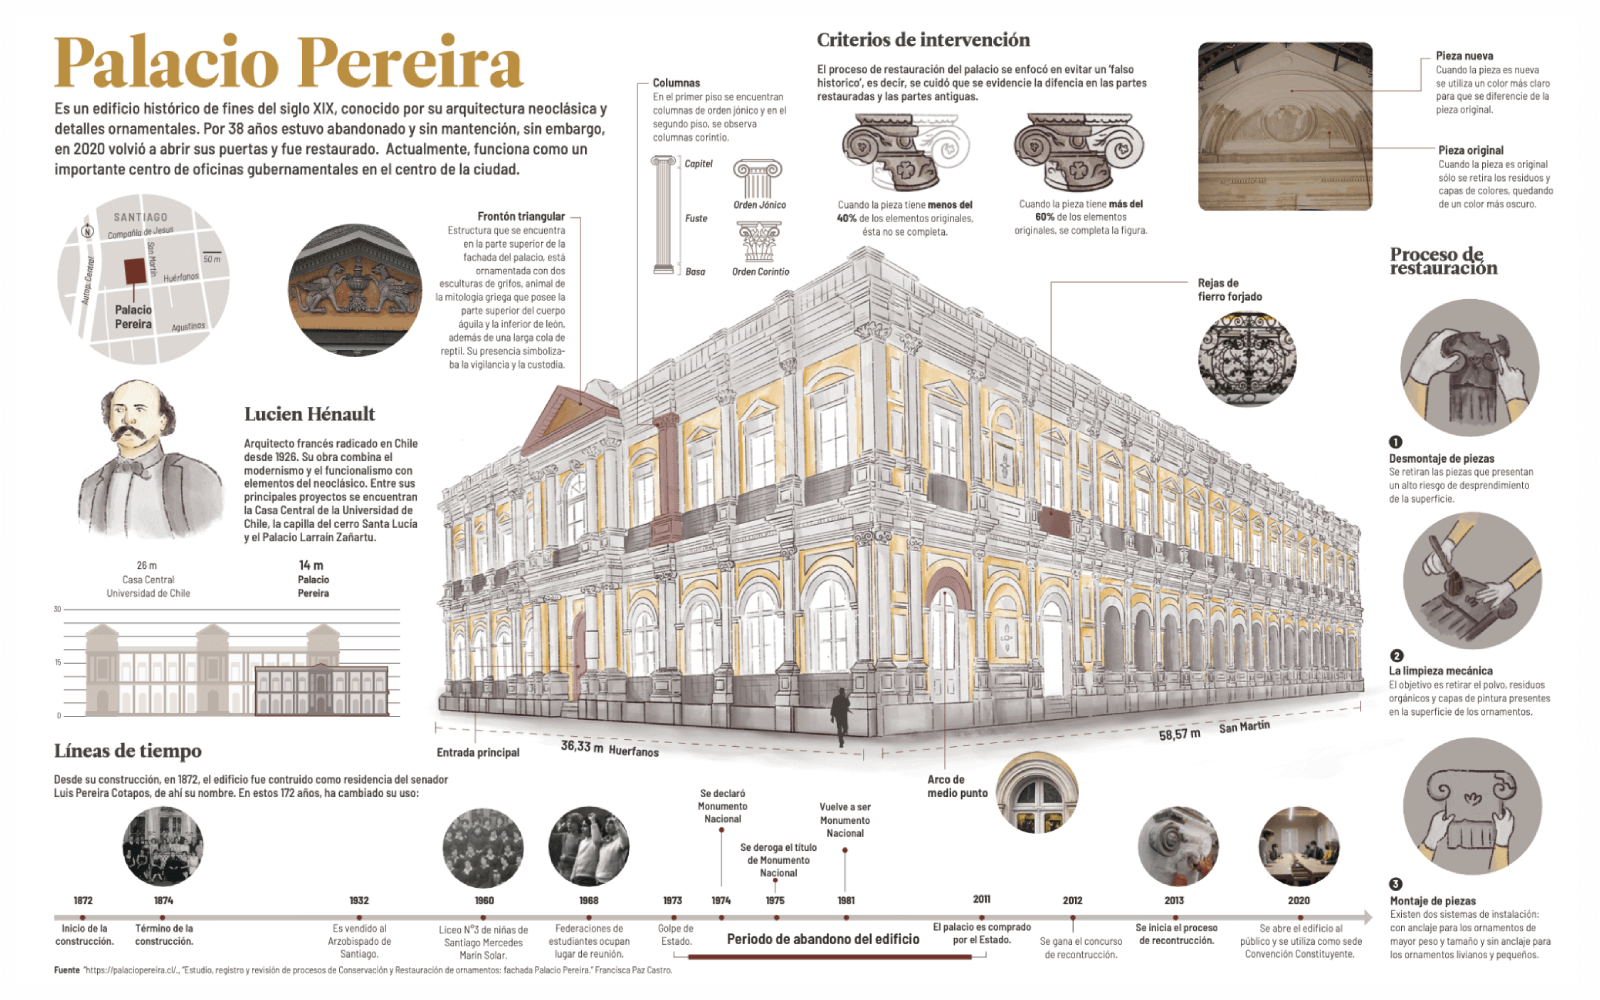 Palacio Pereira
Es un edificio histórico de fines del siglo XIX, conocido por su arquitectura neoclásica y
detalles ornamentales. Por 38 años estuvo abandonado y sin mantención, sin embargo,
en 2020 volvió a abrir sus puertas y fue restaurado. Actualmente, funciona como un
importante centro de oficinas gubernamentales en el centro de la ciudad.
SANTIAGO
N
Compañía de Jesus
San Martín
50 m
Huérfanos
Autop. Central
Palacio
Pereira
Agustinos
Frontón triangular
Estructura que se encuentra
en la parte superior de la
fachada del palacio, está
ornamentada con dos
esculturas de grifos, animal de
la mitologia griega que posee la
parte superior del cuerpo
águila y la inferior de león,
además de una larga cola de
reptil. Su presencia simboliza-
ba la vigilancia y la custodia.
Columnas
En el primer piso se encuentran
columnas de orden jónico y en el
segundo piso, se observa
columnas corintio.
Capitel
Fuste
Basa
Orden Jónico
Orden Corintio
Criterios de intervención
El proceso de restauración del palacio se enfocó en evitar un 'falso
historico', es decir, se cuidó que se evidencie la difencia en las partes
restauradas y las partes antiguas.
Cuando la pieza tiene menos del
40% de los elementos originales,
ésta no se completa.
Cuando la pieza tiene más del
60% de los elementos
originales, se completa la figura.
Pieza nueva
Cuando la pieza es nueva
se utiliza un color más claro
para que se diferencie de la
pieza original.
Pieza original
Cuando la pieza es original
sólo se retira los residuos y
capas de colores, quedando
de un color más oscuro.
Rejas de
fierro forjado
Proceso de
restauración
1
Desmontaje de piezas
Se retiran las piezas que presentan
un alto riesgo de desprendimiento
de la superficie.
2
La limpieza mecánica
El objetivo es retirar el polvo, residuos
orgánicos y capas de pintura presentes
en la superficie de los ornamentos.
3
Montaje de piezas
Existen dos sistemas de instalación:
con anclaje para los ornamentos de
mayor peso y tamaño y sin anclaje para
los ornamentos livianos y pequeños.
Lucien Hénault
Arquitecto francés radicado en Chile
desde 1926. Su obra combina el
modernismo y el funcionalismo con
elementos del neoclásico. Entre sus
principales proyectos se encuentran
la Casa Central de la Universidad de
Chile, la capilla del cerro Santa Lucía
y el Palacio Larraín Zañartu.
26 m
Casa Central
Universidad de Chile
14 m
Palacio
Pereira
30
15
0
Entrada principal
36,33 m Huerfanos
58,57 m San Martín
Arco de
medio punto
Líneas de tiempo
Desde su construcción, en 1872, el edificio fue contruido como residencia del senador
Luis Pereira Cotapos, de ahí su nombre. En estos 172 años, ha cambiado su uso:
1872
Inicio de la
construcción.
1874
Término de la
construcción.
1932
Es vendido al
Arzobispado de
Santiago.
1960
Liceo N°3 de niñas de
Santiago Mercedes
Marín Solar.
1968
Federaciones de
estudiantes ocupan
lugar de reunión.
1973
Golpe de
Estado.
Se declaró
Monumento
Nacional
1974
Se deroga el título
de Monumento
Nacional
1975
Vuelve a ser
Monumento
Nacional
1981
Periodo de abandono del edificio
2011
El palacio es comprado
por el Estado.
2012
Se gana el concurso
de recontrucción.
2013
Se inicia el proceso
de recontrucción.
2020
Se abre el edificio al
público y se utiliza como sede
Convención Constituyente.
Fuente "https://palaciopereira.cl/., "Estudio, registro y revisión de procesos de Conservación y Restauración de ornamentos: fachada Palacio Pereira." Francisca Paz Castro.